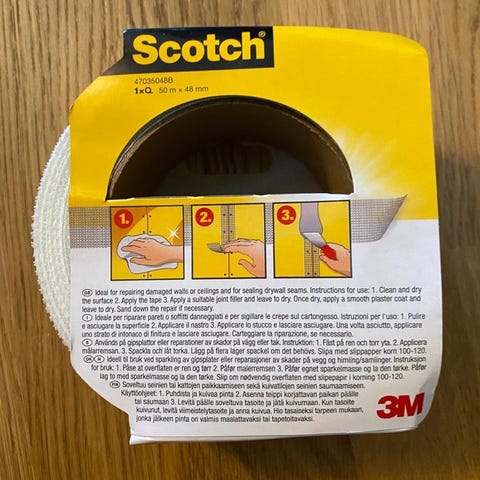 Scotch®
47035048B
1×Q. 50 m × 48 mm
1. 2. 3.
GB Ideal for repairing damaged walls or ceilings and for sealing drywall seams. Instructions for use: 1. Clean and dry
the surface 2. Apply the tape 3. Apply a suitable joint filler and leave to dry. Once dry, apply a smooth plaster coat and
leave to dry. Sand down the repair if necessary.
I Ideale per riparare pareti o soffitti danneggiati e per sigillare le crepe sul cartongesso. Istruzioni per l'uso: 1. Pulire
e asciugare la superficie 2. Applicare il nastro 3. Applicare lo stucco e lasciare asciugare. Una volta asciutto, applicare
uno strato di intonaco di finitura e lasciare asciugare. Carteggiare la riparazione, se necessario.
S Används på gipsplattor eller reparationer av skador på vägg eller tak. Instruktion: 1. Fäst på ren och torr yta. 2. Applicera
målarremsan. 3. Spackla och låt torka. Lägg på flera lager spackel om det behövs. Slipa med slippapper korn 100-120.
DK N Ideell til bruk ved sparkling av gipsplater eller reparasjoner av skader på vegg og himling/samlinger. Instruksjon
for bruk: 1. Påse at overflaten er ren og tørr 2. Påfør malerremsen 3. Påfør egnet sparkelmasse og la den tørke. Påfør
lag to med sparkelmasse og la den tørke. Slip om nødvendig overflaten med slipepapir i korning 100-120.
FIN Soveltuu seinien tai kattojen paikkaamiseen sekä kuivatilojen seinien saumaamiseen.
Käyttöohjeet: 1. Puhdista ja kuivaa pinta 2. Asenna teippi korjattavan paikan päälle
tai saumaan 3. Levitä päälle soveltuva tasoite ja jätä kuivumaan. Kun tasoite
kuivunut, levitä viimeistelytasoite ja anna kuivua. Hio tasaiseksi tarpeen mukaan,
jonka jälkeen pinta on valmis maalattavaksi tai tapetoitavaksi.
3M